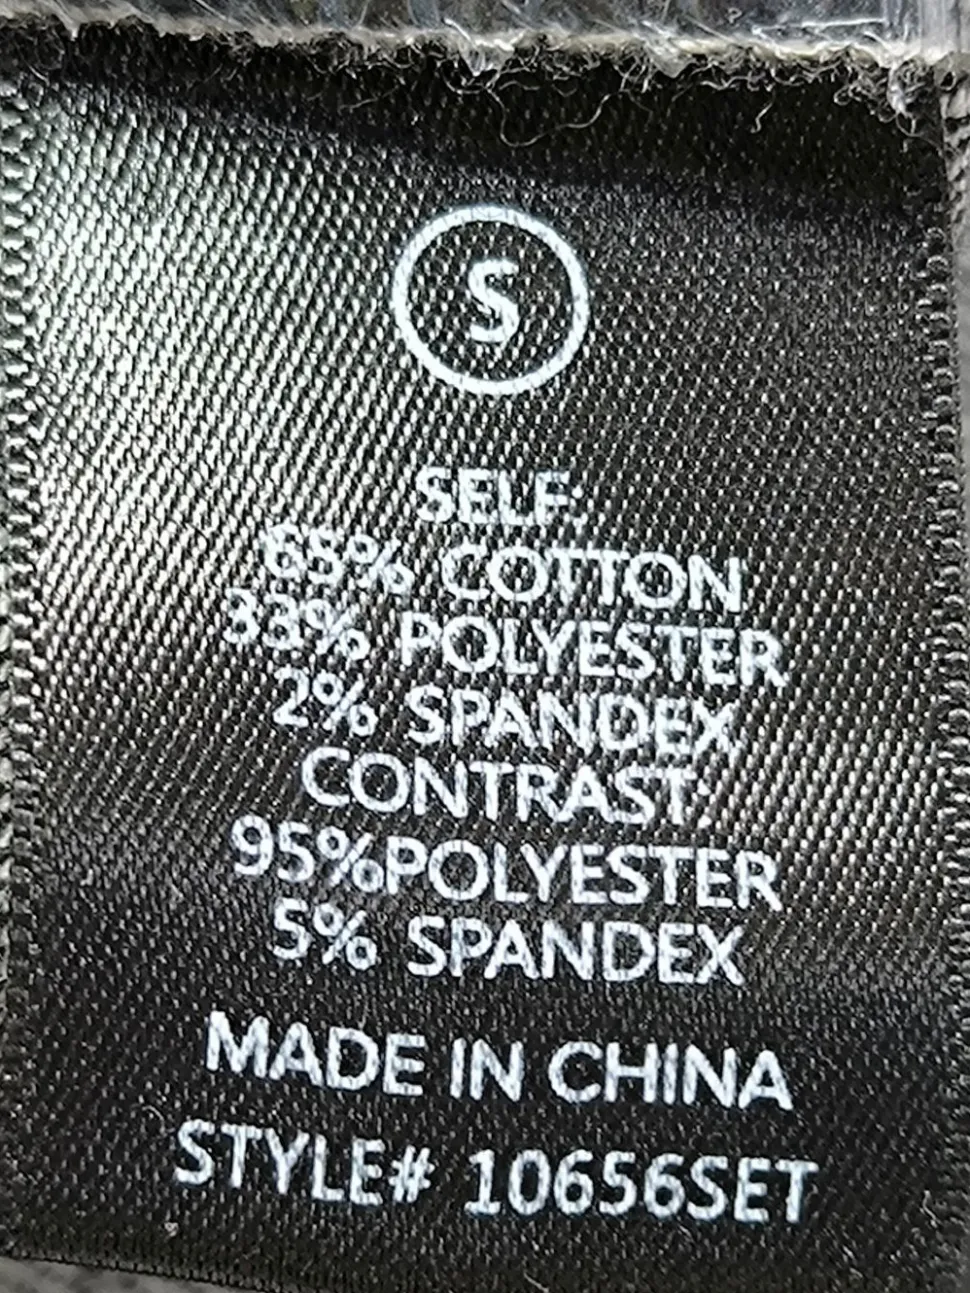 S
SELF:
65% COTTON
33% POLYESTER
2% SPANDEX
CONTRAST:
95%POLYESTER
5% SPANDEX
MADE IN CHINA
STYLE# 10656SET